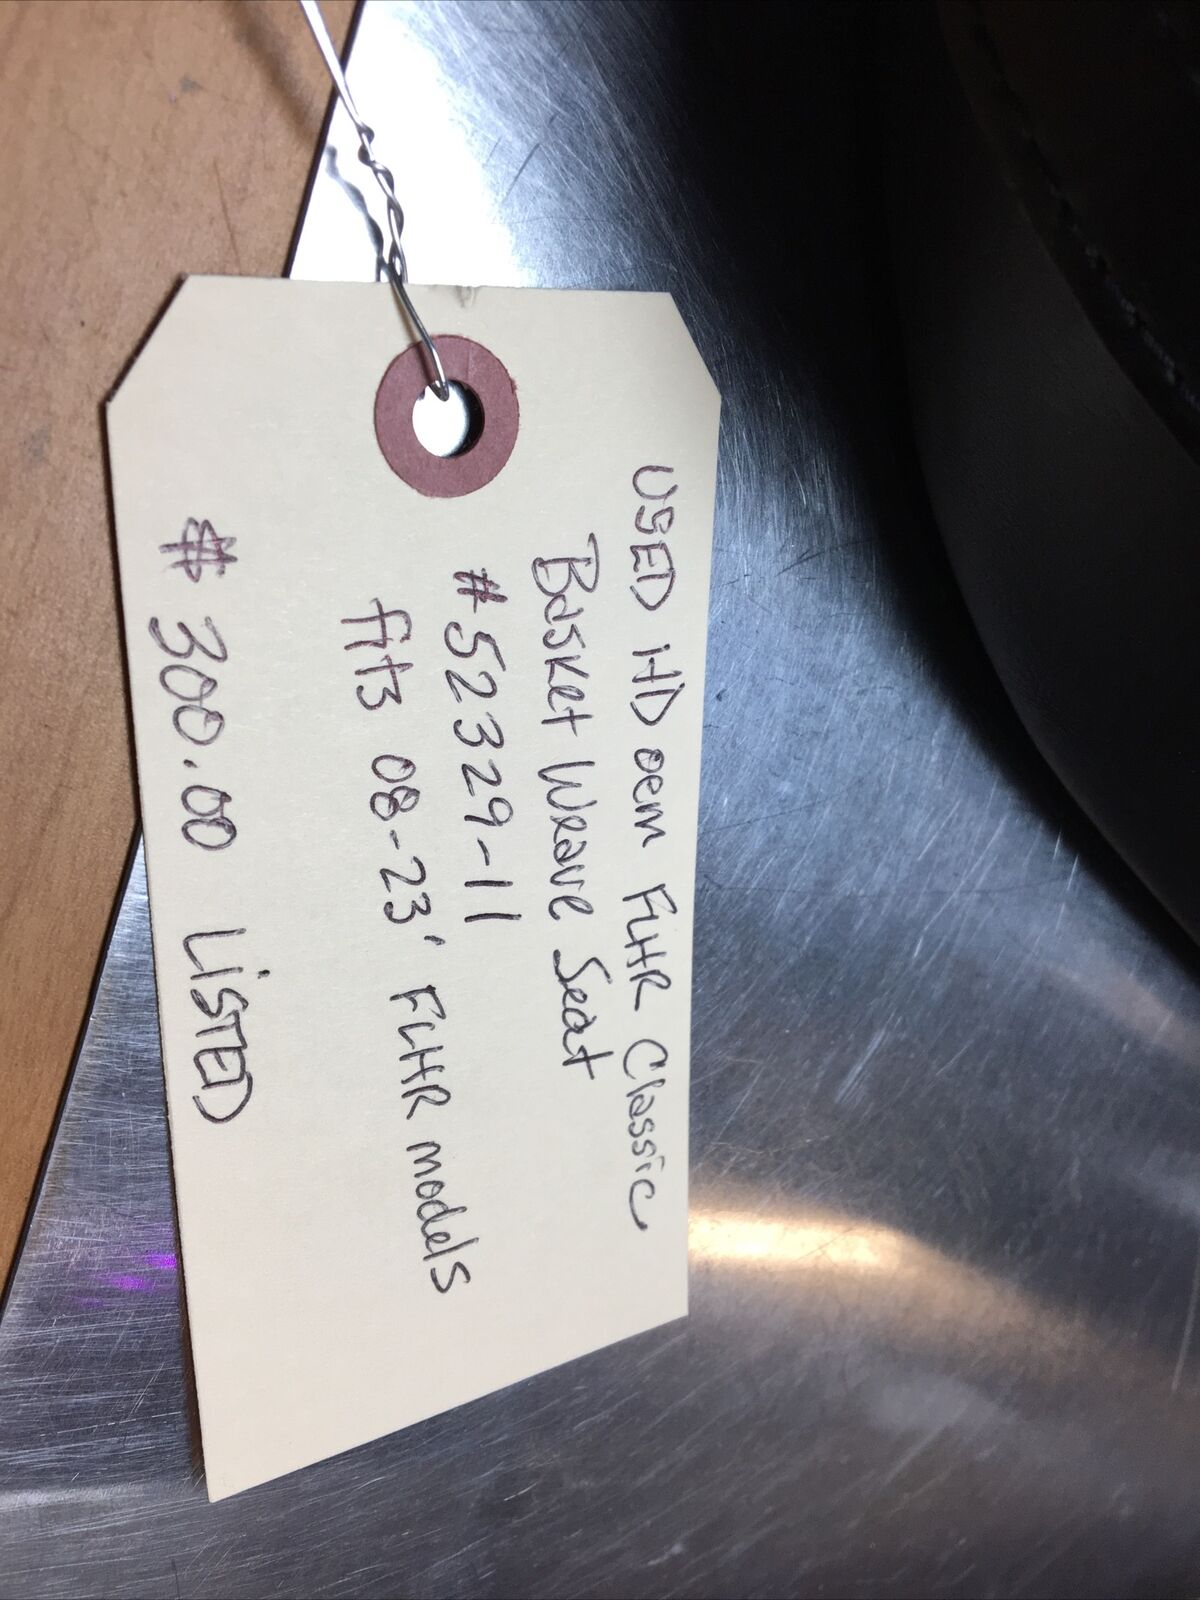 USED HD oem FLHR Classic
Basket Weave Seat
#52329-11
fits 08-23' FLHR models
$300.00 LiSTED